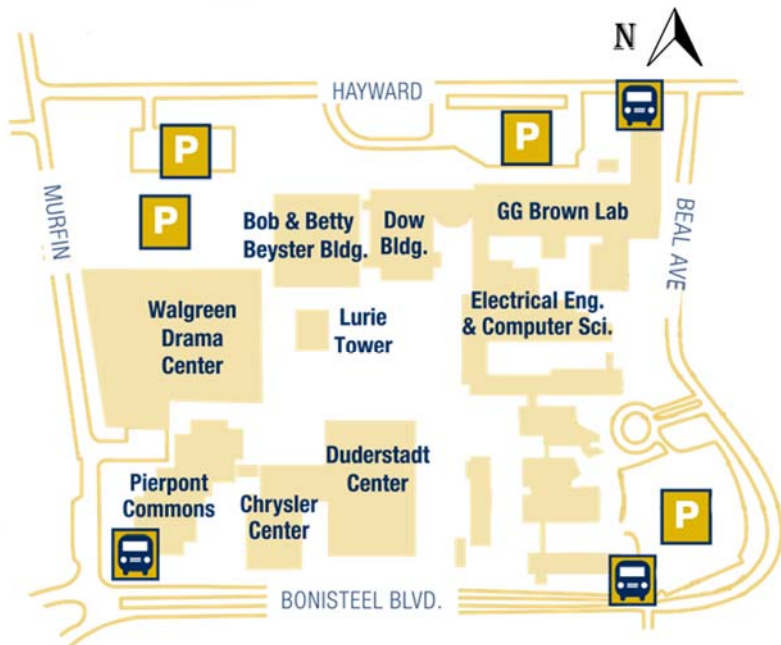 N
HAYWARD
P
P
P
MURFIN
BEAL AVE
Bob & Betty
Beyster Bldg.
Dow
Bldg.
GG Brown Lab
Walgreen
Drama
Center
Lurie
Tower
Electrical Eng.
& Computer Sci.
Pierpont
Commons
Chrysler
Center
Duderstadt
Center
P
BONISTEEL BLVD.